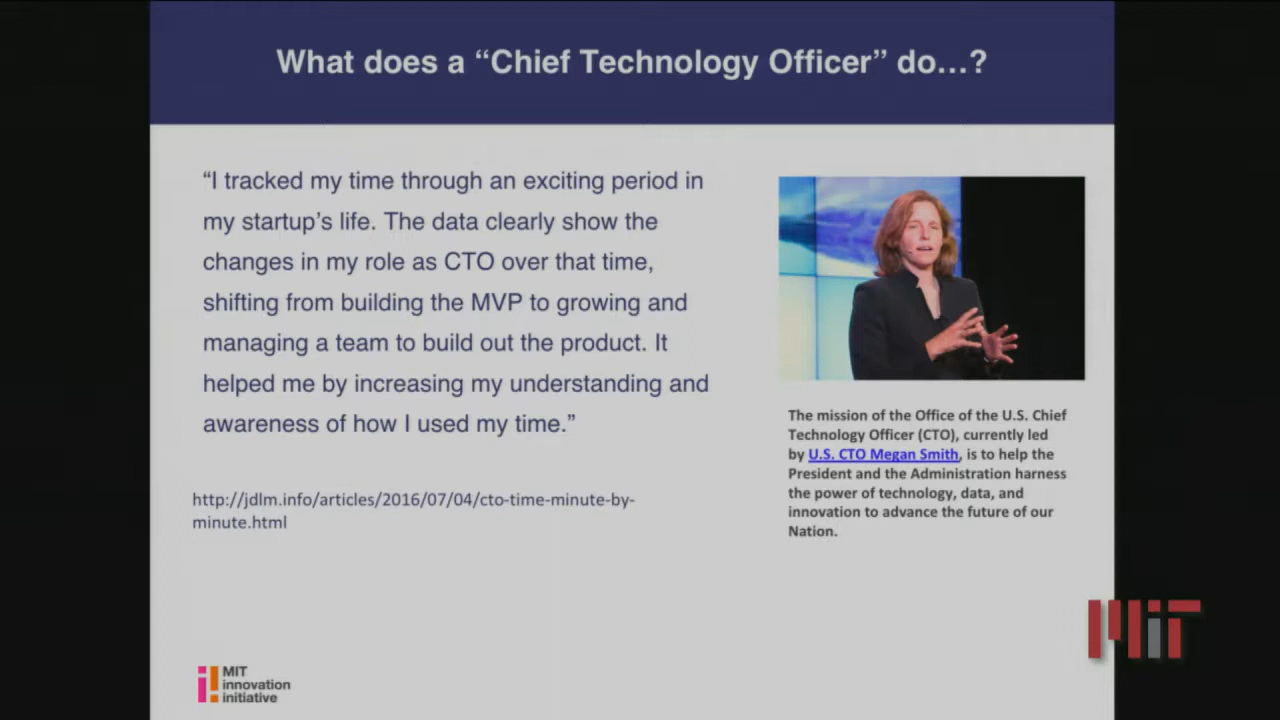 What does a “Chief Technology Officer” do…?
“I tracked my time through an exciting period in
my startup’s life. The data clearly show the
changes in my role as CTO over that time,
shifting from building the MVP to growing and
managing a team to build out the product. It
helped me by increasing my understanding and
awareness of how I used my time.”
http://jdlm.info/articles/2016/07/04/cto-time-minute-by-
minute.html
The mission of the Office of the U.S. Chief
Technology Officer (CTO), currently led
by U.S. CTO Megan Smith, is to help the
President and the Administration harness
the power of technology, data, and
innovation to advance the future of our
Nation.
MIT
innovation
initiative
MIT